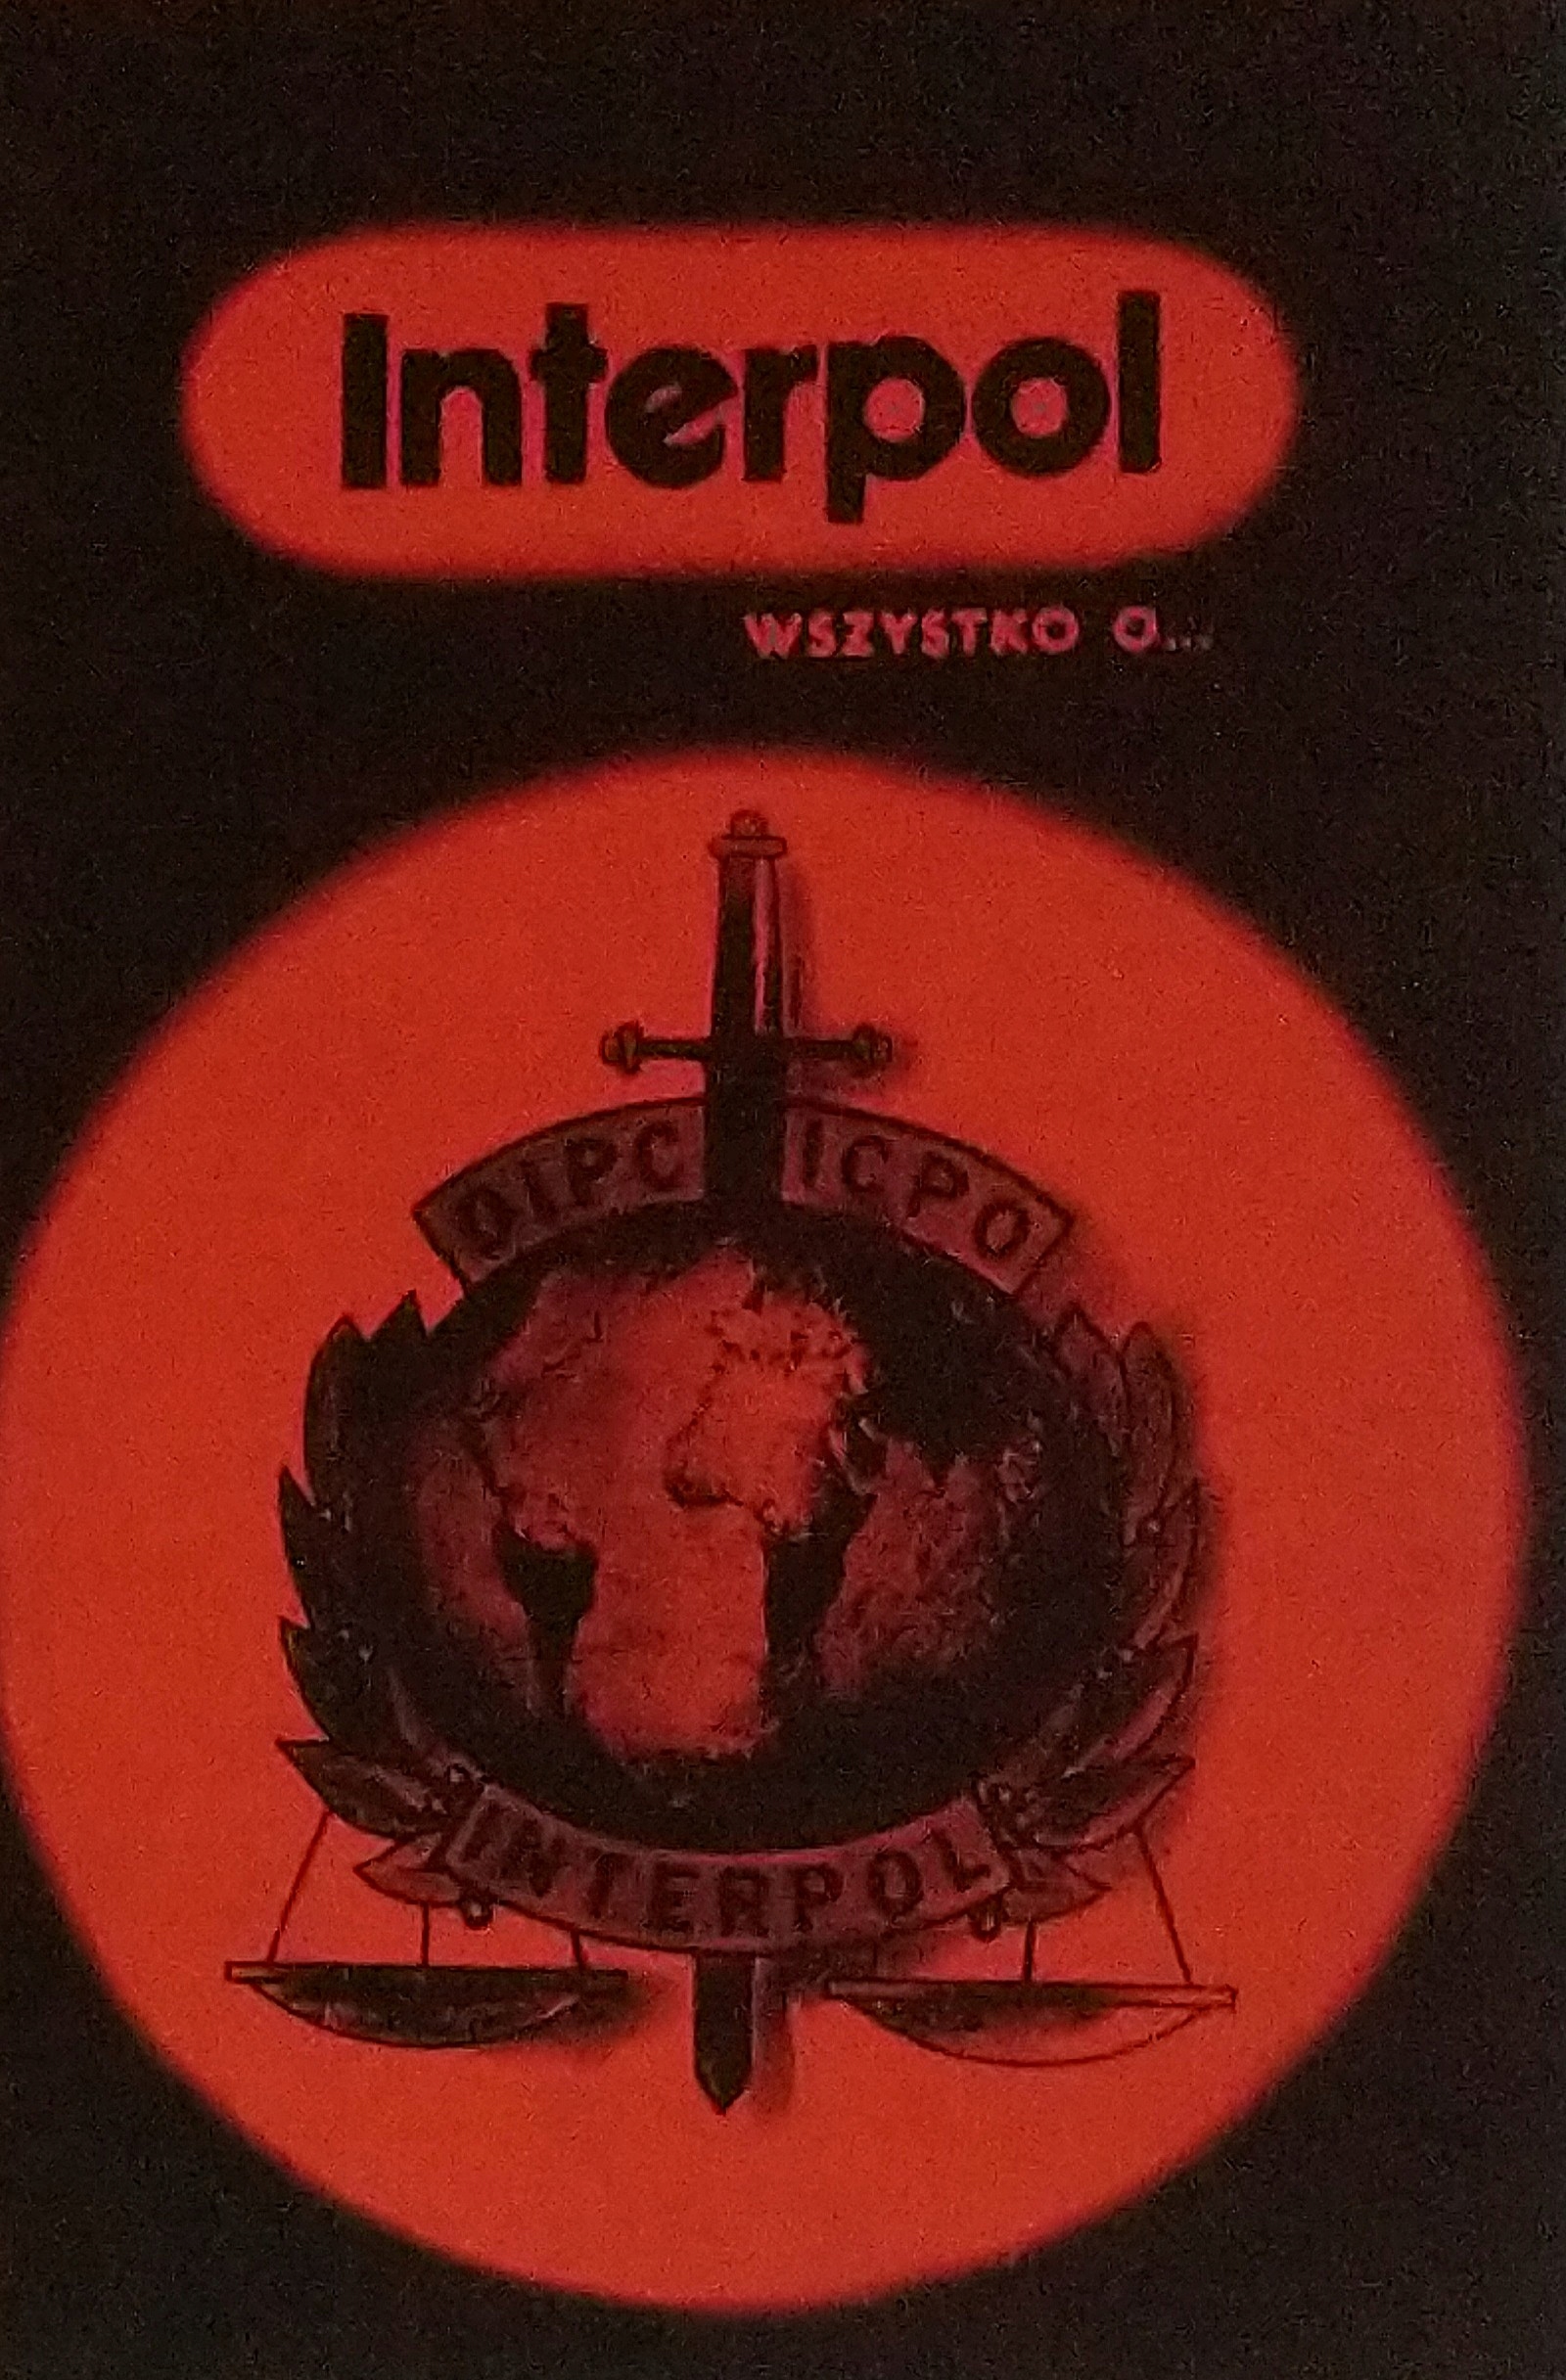 Interpol
WSZYSTKO O...
OIPC ICPO
INTERPOL